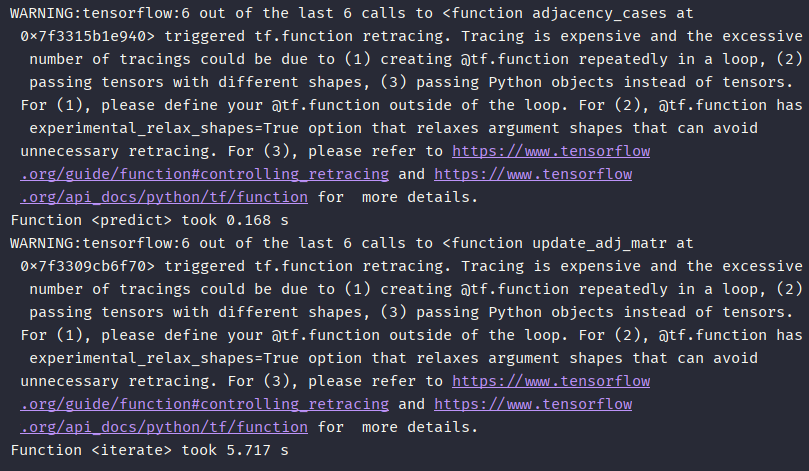 WARNING:tensorflow:6 out of the last 6 calls to <function adjacency_cases at
0x7f3315b1e940> triggered tf.function retracing. Tracing is expensive and the excessive
number of tracings could be due to (1) creating @tf.function repeatedly in a loop, (2)
passing tensors with different shapes, (3) passing Python objects instead of tensors.
For (1), please define your @tf.function outside of the loop. For (2), @tf.function has
experimental_relax_shapes=True option that relaxes argument shapes that can avoid
unnecessary retracing. For (3), please refer to https://www.tensorflow
.org/guide/function#controlling_retracing and https://www.tensorflow
.org/api_docs/python/tf/function for  more details.
Function <predict> took 0.168 s
WARNING:tensorflow:6 out of the last 6 calls to <function update_adj_matr at
0x7f3309cb6f70> triggered tf.function retracing. Tracing is expensive and the excessive
number of tracings could be due to (1) creating @tf.function repeatedly in a loop, (2)
passing tensors with different shapes, (3) passing Python objects instead of tensors.
For (1), please define your @tf.function outside of the loop. For (2), @tf.function has
experimental_relax_shapes=True option that relaxes argument shapes that can avoid
unnecessary retracing. For (3), please refer to https://www.tensorflow
.org/guide/function#controlling_retracing and https://www.tensorflow
.org/api_docs/python/tf/function for  more details.
Function <iterate> took 5.717 s